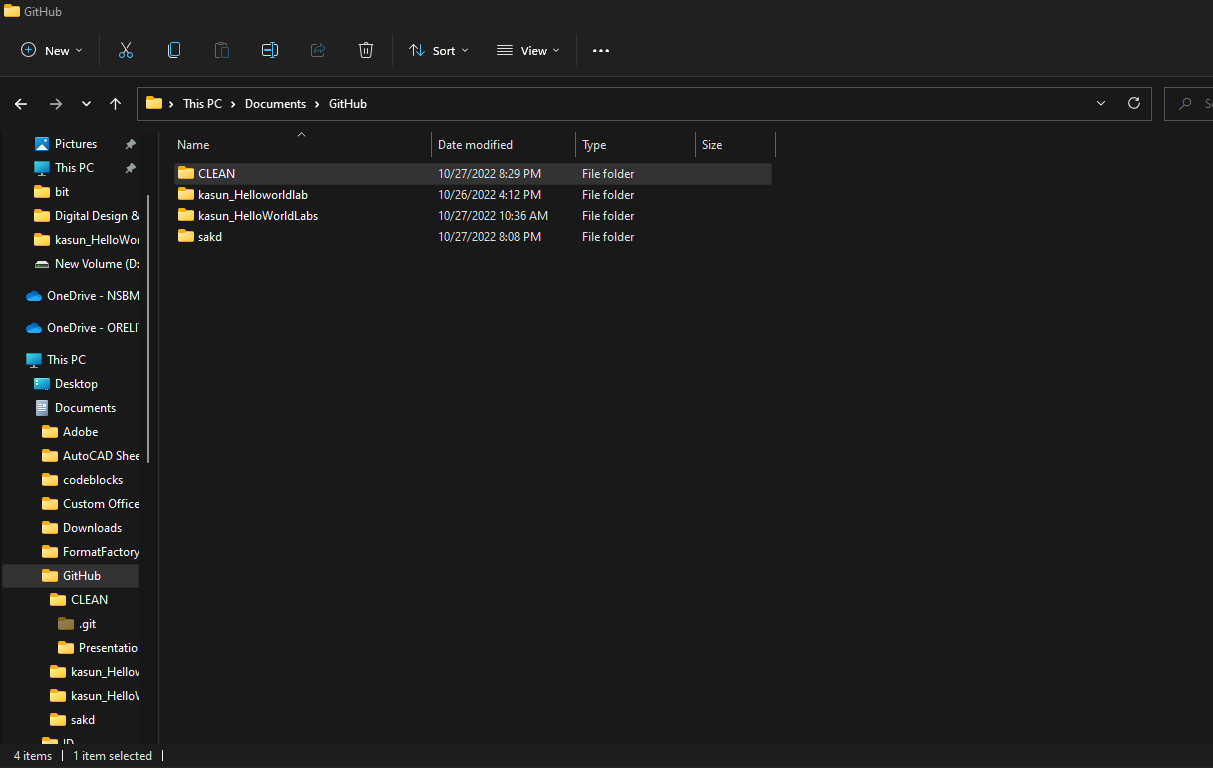 GitHub
New
Sort
View
This PC > Documents > GitHub
Name Date modified Type Size
CLEAN 10/27/2022 8:29 PM File folder
kasun_Helloworldlab 10/26/2022 4:12 PM File folder
kasun_HelloWorldLabs 10/27/2022 10:36 AM File folder
sakd 10/27/2022 8:08 PM File folder
Pictures
This PC
bit
Digital Design &
kasun_HelloWor
New Volume (D:
OneDrive - NSBM
OneDrive - ORELI
This PC
Desktop
Documents
Adobe
AutoCAD Shee
codeblocks
Custom Office
Downloads
FormatFactory
GitHub
CLEAN
.git
Presentatio
kasun_Hellow
kasun_HelloW
sakd
4 items
1 item selected